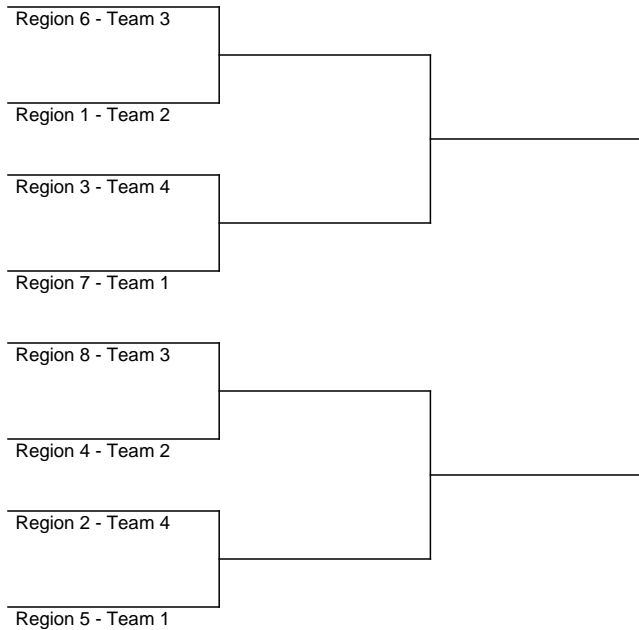 Region 6 - Team 3
Region 1 - Team 2
Region 3 - Team 4
Region 7 - Team 1
Region 8 - Team 3
Region 4 - Team 2
Region 2 - Team 4
Region 5 - Team 1